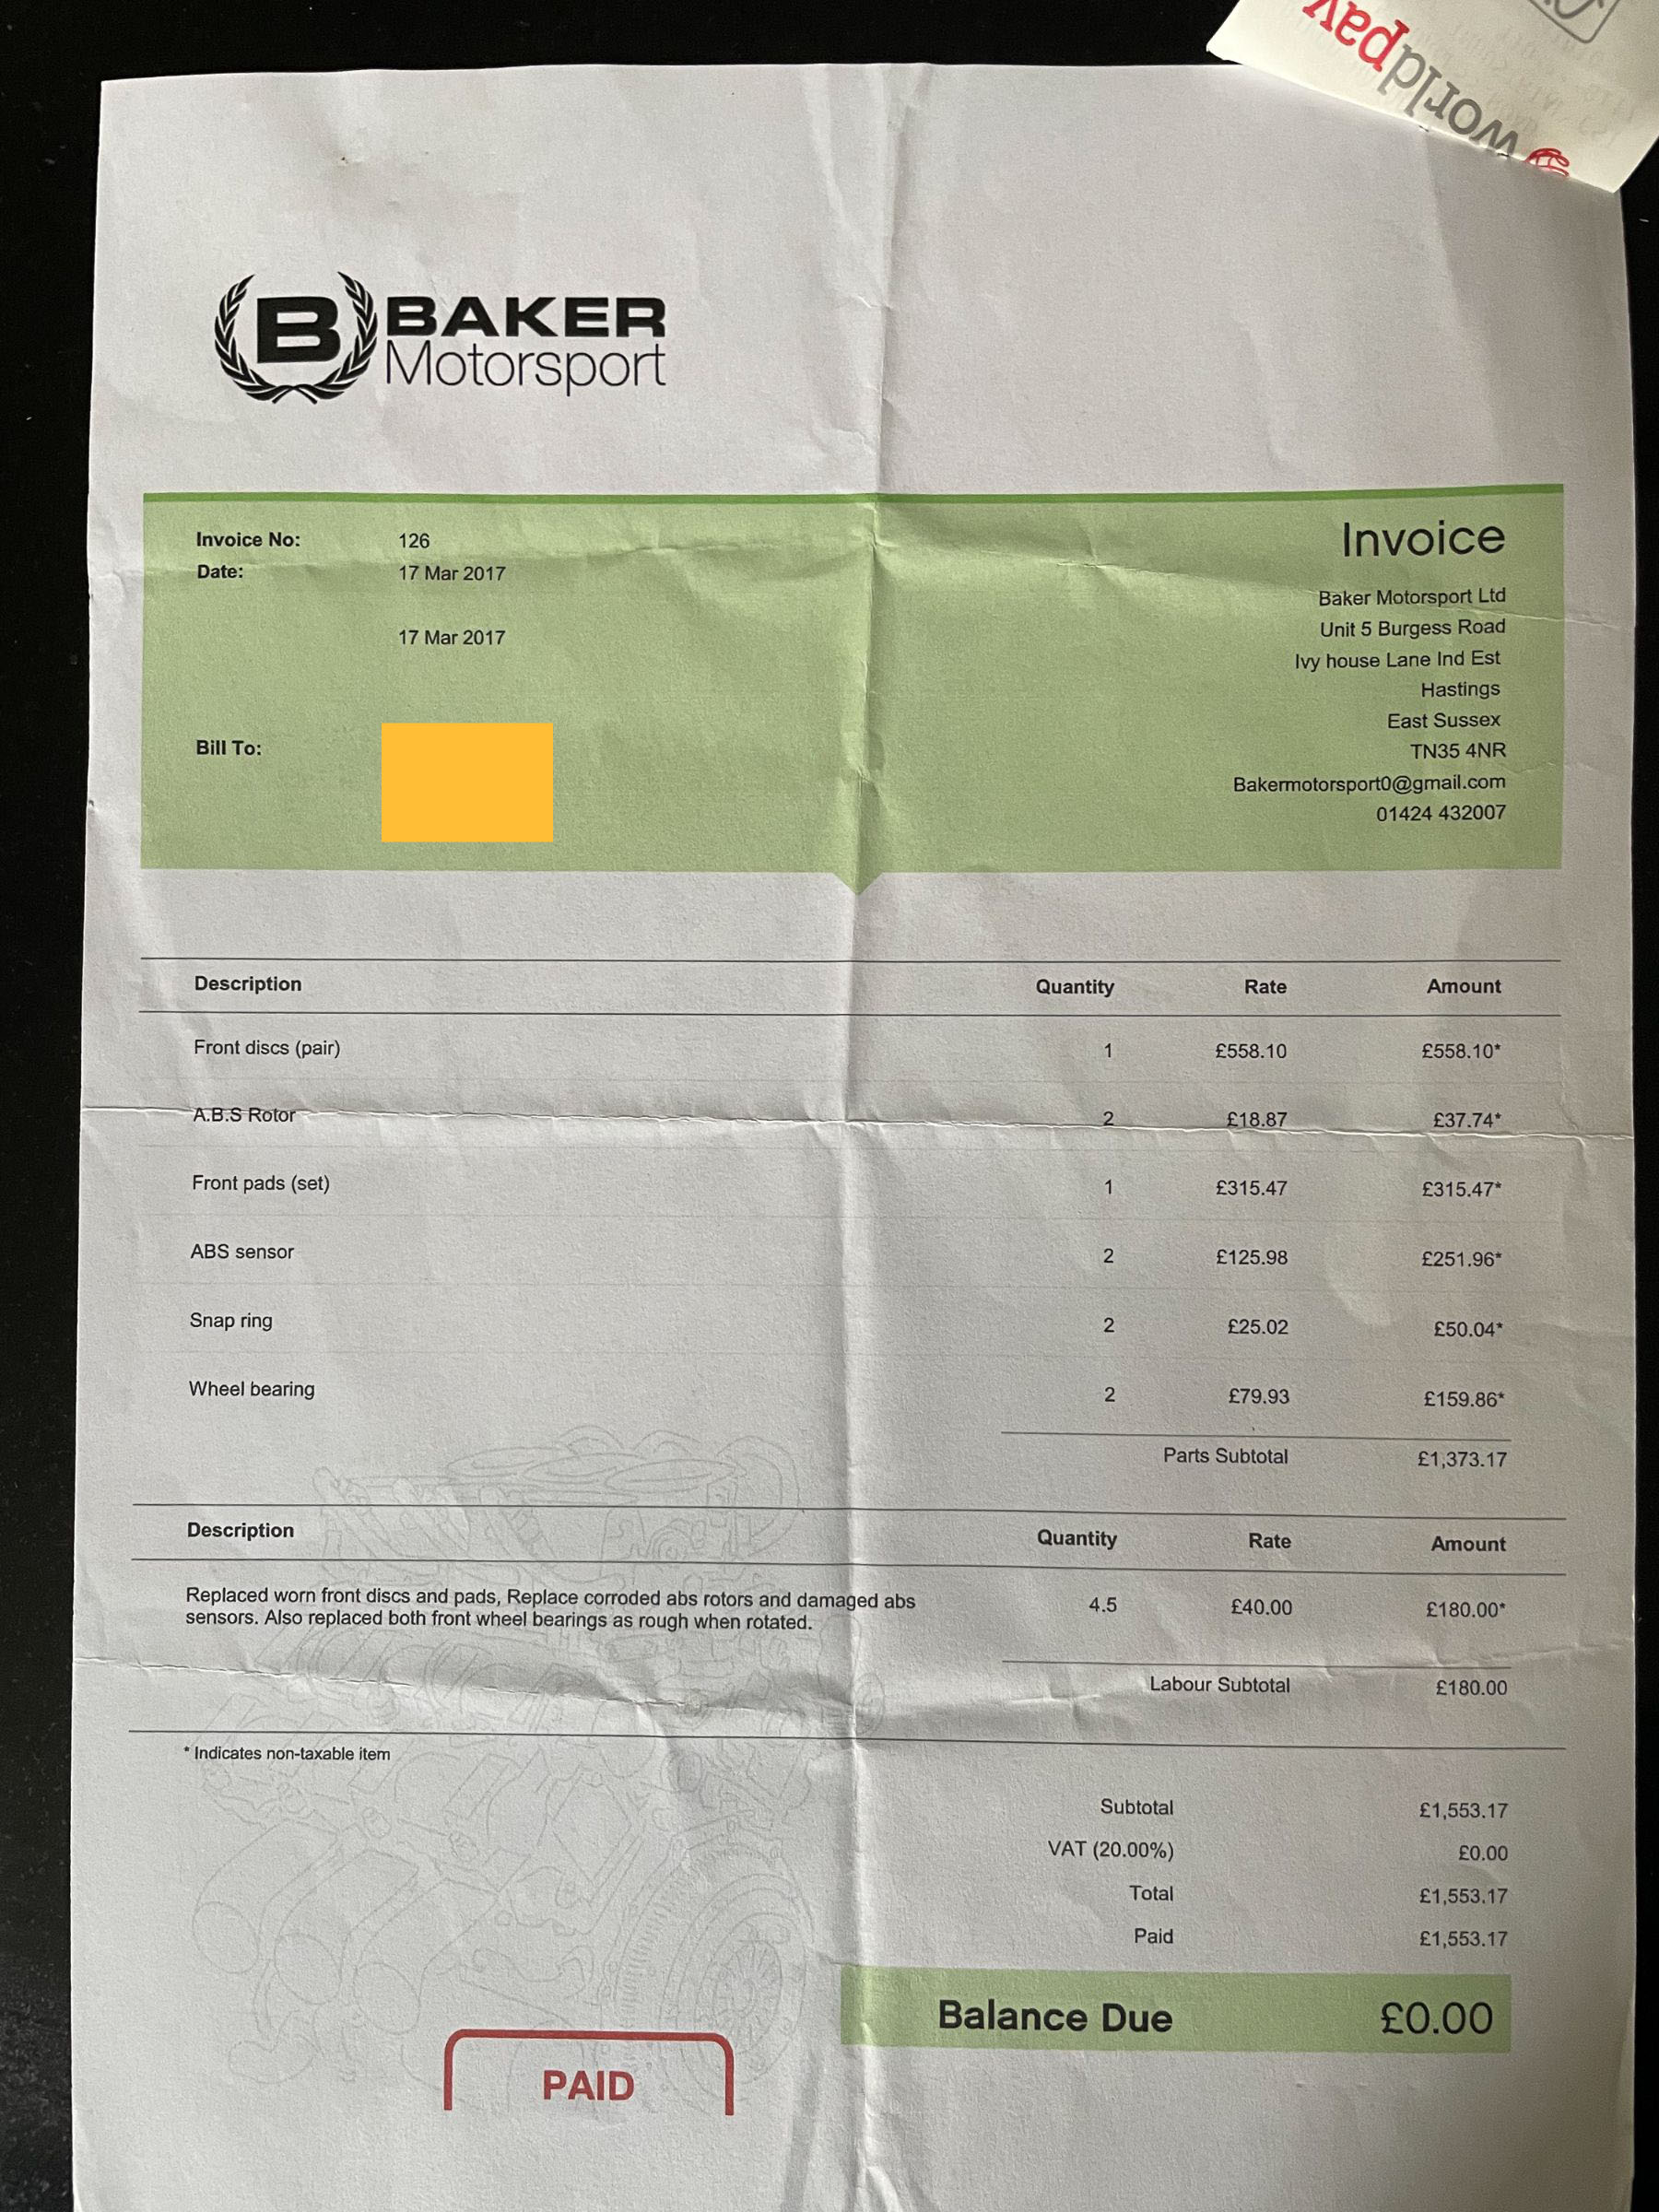 worldpay
B BAKER
Motorsport
Invoice
Invoice No: 126
Date: 17 Mar 2017
17 Mar 2017
Bill To:
Baker Motorsport Ltd
Unit 5 Burgess Road
Ivy house Lane Ind Est
Hastings
East Sussex
TN35 4NR
Bakermotorsport0@gmail.com
01424 432007
Description Quantity Rate Amount
Front discs (pair) 1 £558.10 £558.10*
A.B.S Rotor 2 £18.87 £37.74*
Front pads (set) 1 £315.47 £315.47*
ABS sensor 2 £125.98 £251.96*
Snap ring 2 £25.02 £50.04*
Wheel bearing 2 £79.93 £159.86*
Parts Subtotal £1,373.17
Description Quantity Rate Amount
Replaced worn front discs and pads, Replace corroded abs rotors and damaged abs 4.5 £40.00 £180.00*
sensors. Also replaced both front wheel bearings as rough when rotated.
Labour Subtotal £180.00
* Indicates non-taxable item
Subtotal £1,553.17
VAT (20.00%) £0.00
Total £1,553.17
Paid £1,553.17
Balance Due £0.00
PAID